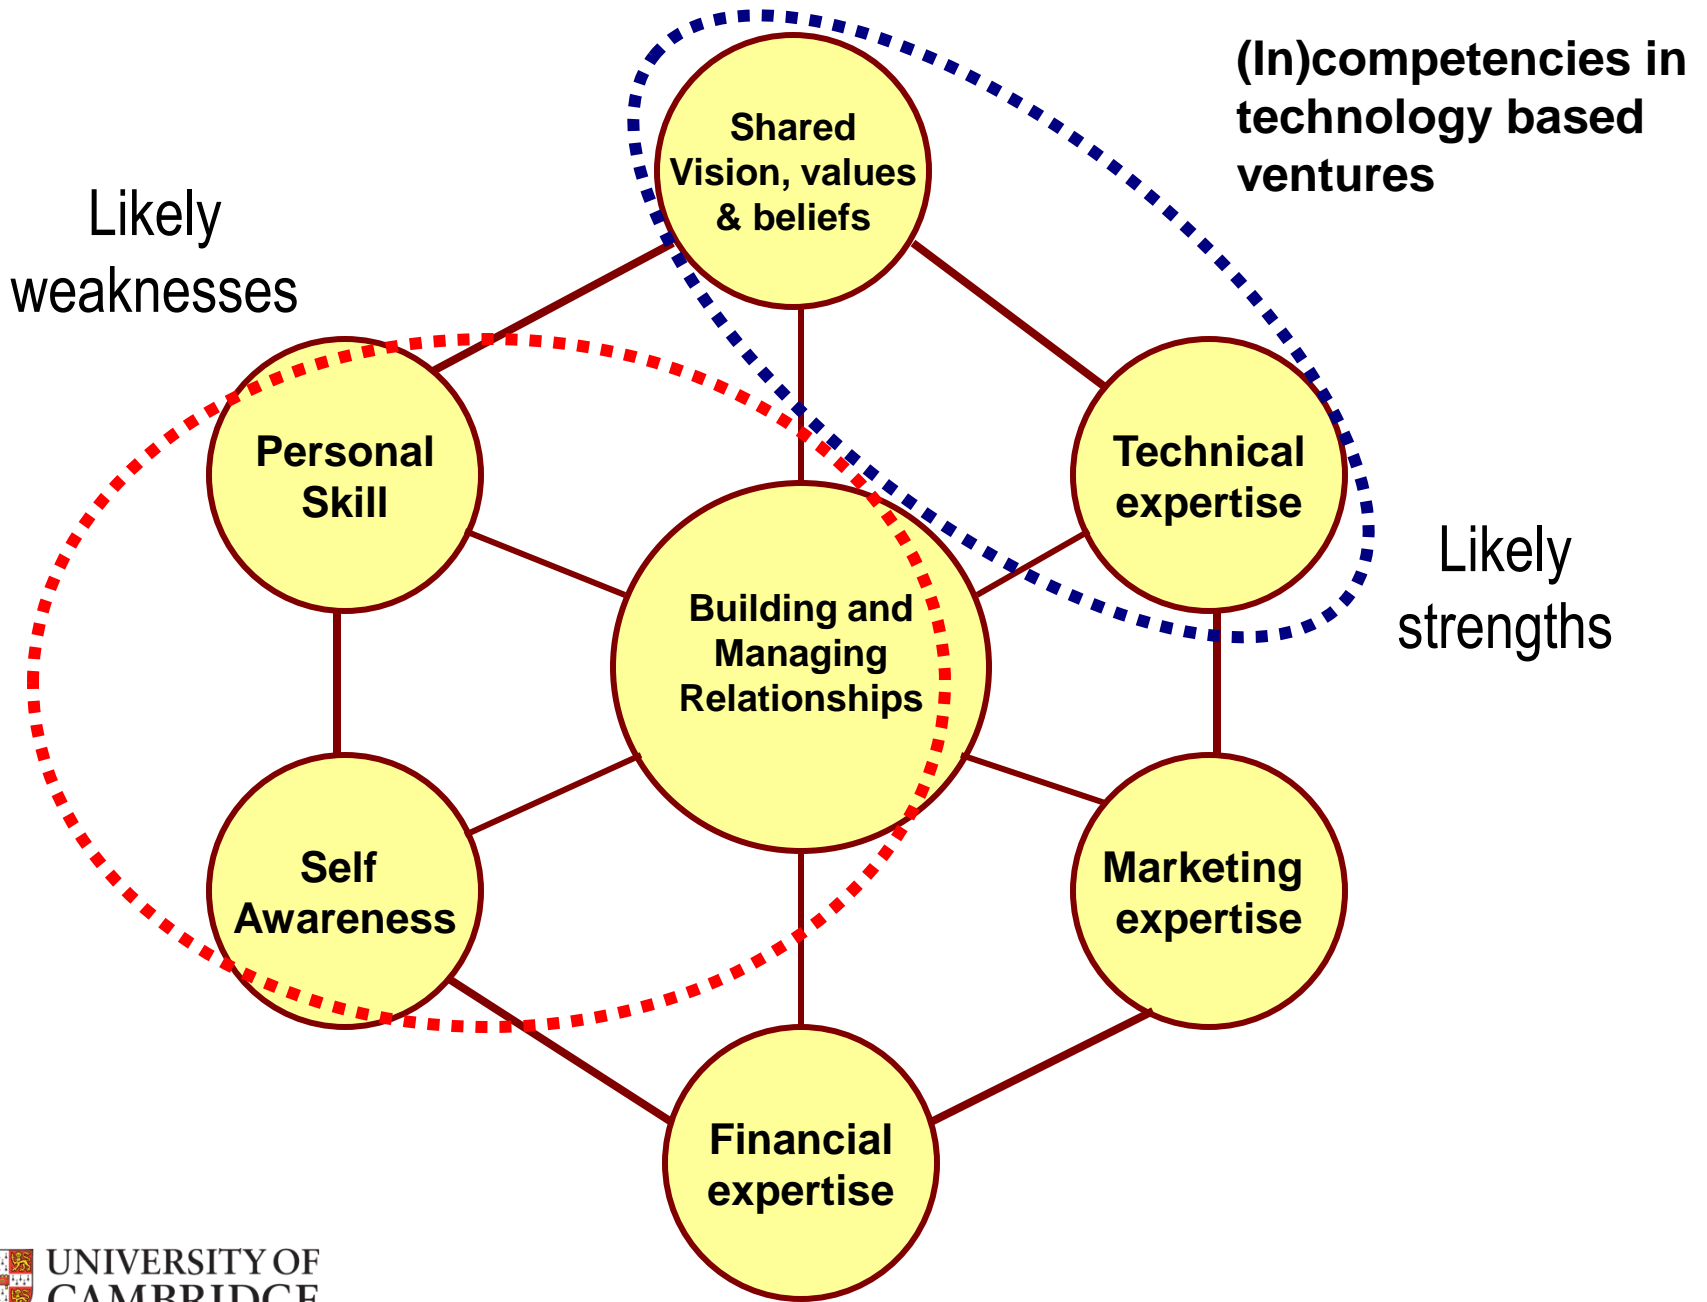 (In)competencies in
technology based
ventures
Shared
Vision, values
& beliefs
Likely
weaknesses
Personal
Skill
Technical
expertise
Likely
strengths
Building and
Managing
Relationships
Self
Awareness
Marketing
expertise
Financial
expertise
UNIVERSITY OF
CAMBRIDGE